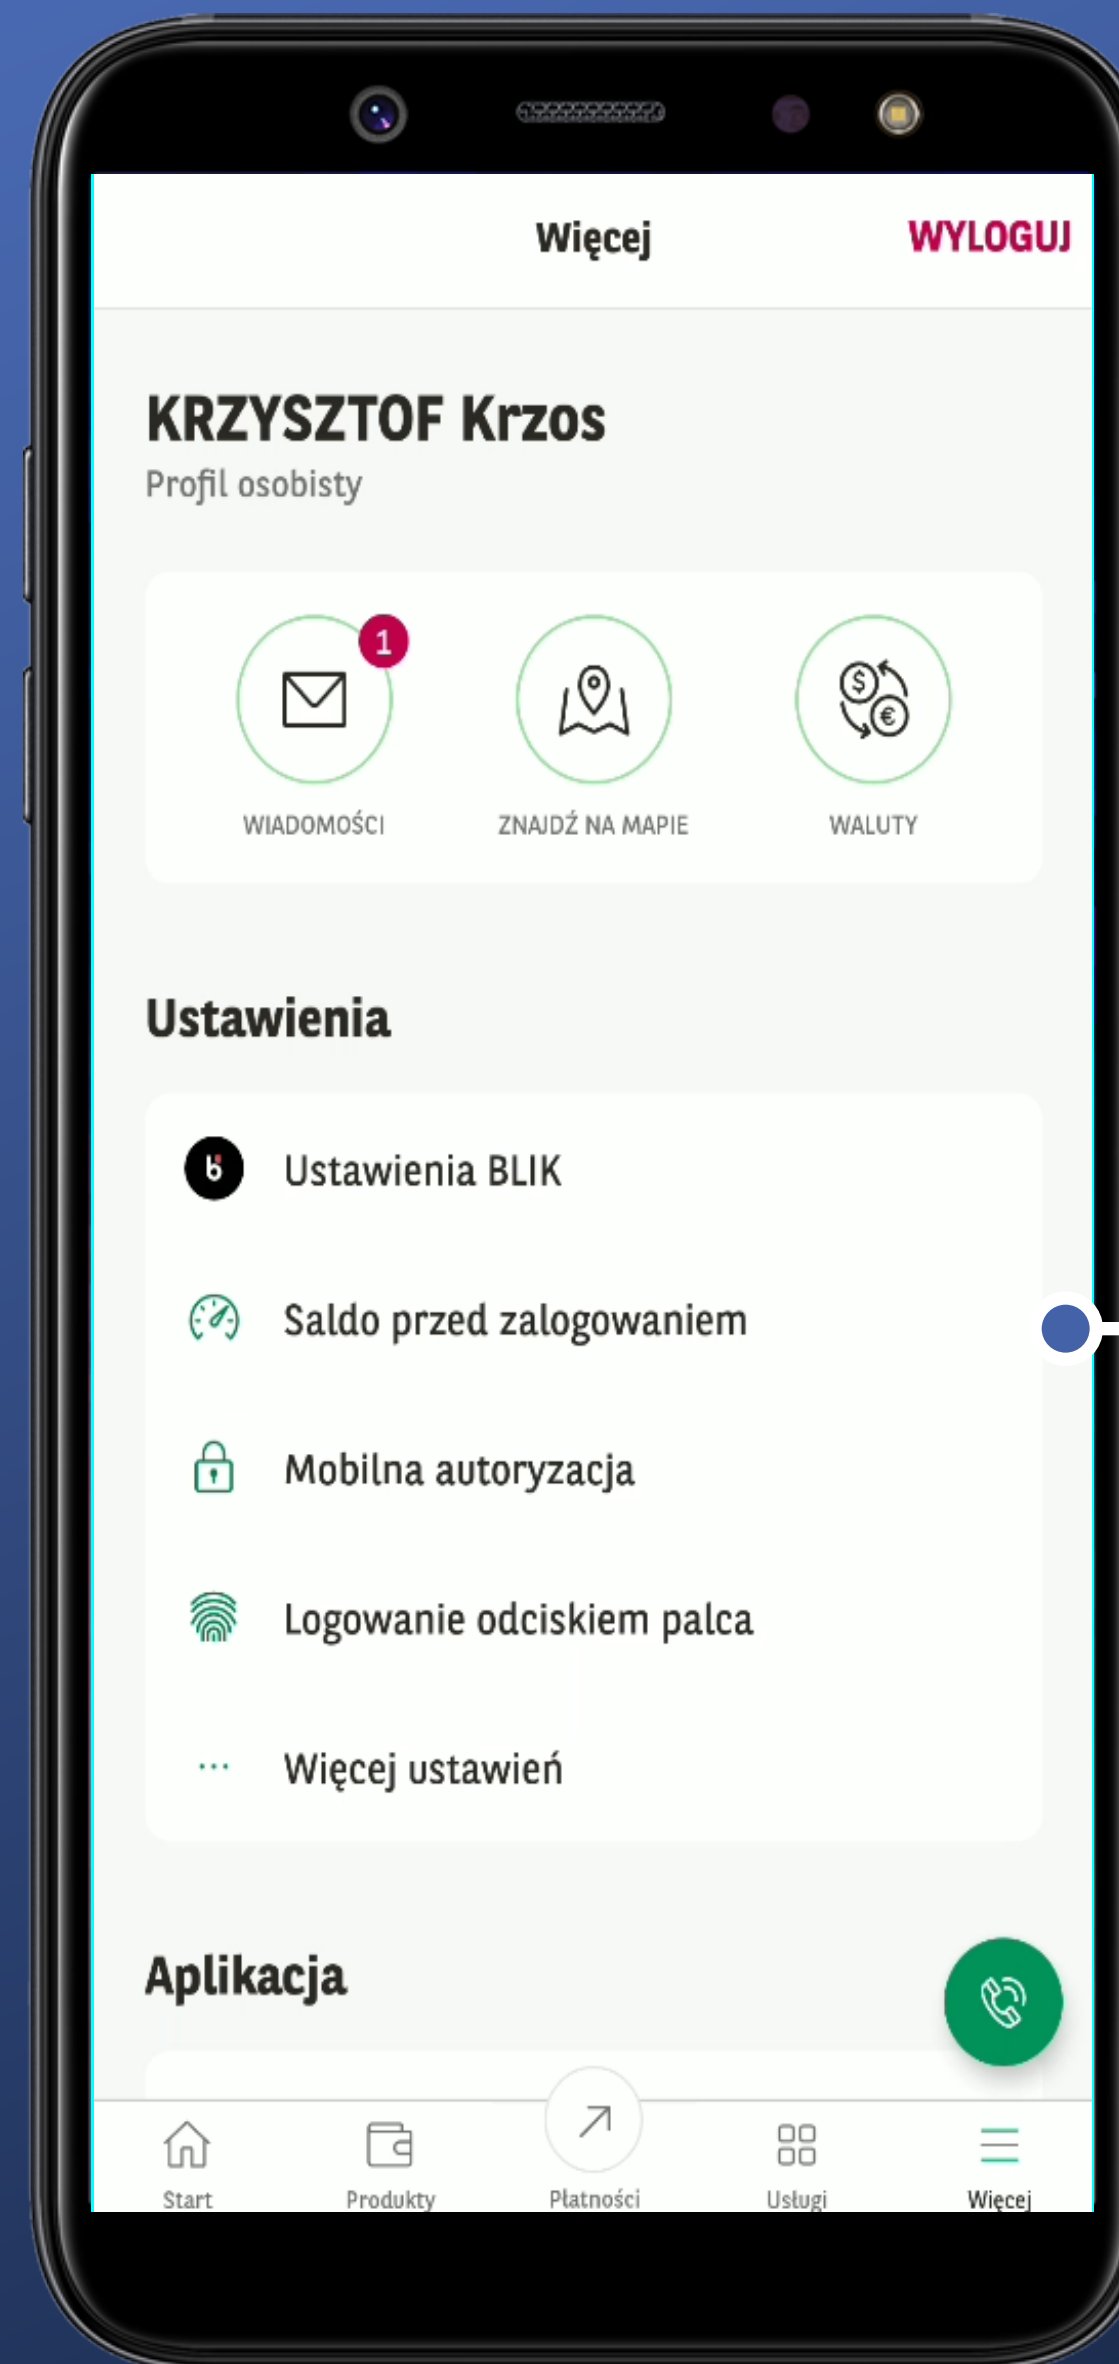 Więcej
WYLOGUJ
KRZYSZTOF Krzos
Profil osobisty
1
WIADOMOŚCI
ZNAJDŹ NA MAPIE
WALUTY
Ustawienia
Ustawienia BLIK
Saldo przed zalogowaniem
Mobilna autoryzacja
Logowanie odciskiem palca
Więcej ustawień
Aplikacja
Start
Produkty
Płatności
Usługi
Więcej